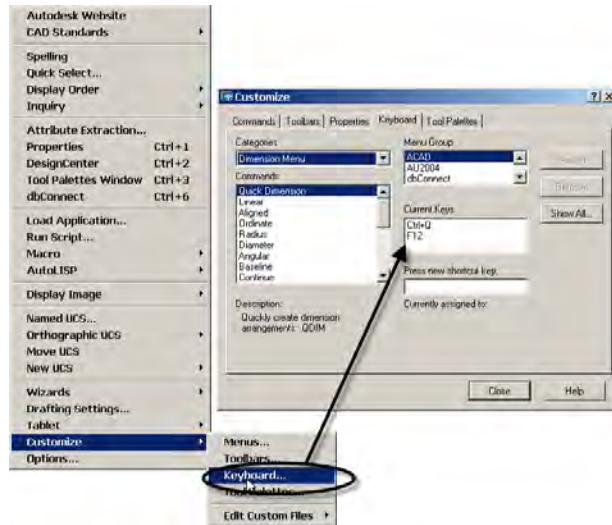 Autodesk Website
CAD Standards
Spelling
Quick Select...
Display Order
Inquiry
Attribute Extraction...
Properties Ctrl+1
DesignCenter Ctrl+2
Tool Palettes Window Ctrl+3
dbConnect Ctrl+6
Load Application...
Run Script...
Macro
AutoLISP
Display Image
Named UCS...
Orthographic UCS
Move UCS
New UCS
Wizards
Drafting Settings...
Tablet
Customize
Options...
Menus...
Toolbars...
Keyboard...
Tool Palettes...
Edit Custom Files
Customize
Commands Toolbars Properties Keyboard Tool Palettes
Categories
Dimension Menu
Commands
Quick Dimension
Linear
Aligned
Ordinate
Radius
Diameter
Angular
Baseline
Continue
Description:
Quickly create dimension
arrangements: QDIM
Menu Group
ACAD
AU2004
dbConnect
Current Keys
Ctrl+Q
F12
Press new shortcut key:
Currently assigned to:
Show All...
Close
Help